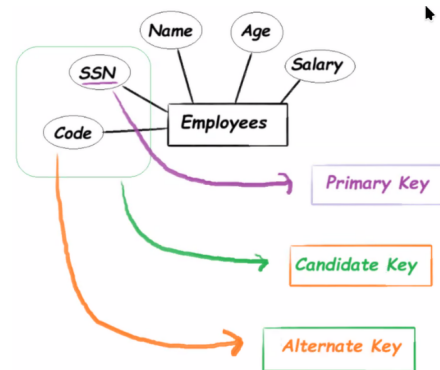 Name
Age
SSN
Salary
Code
Employees
Primary Key
Candidate Key
Alternate Key